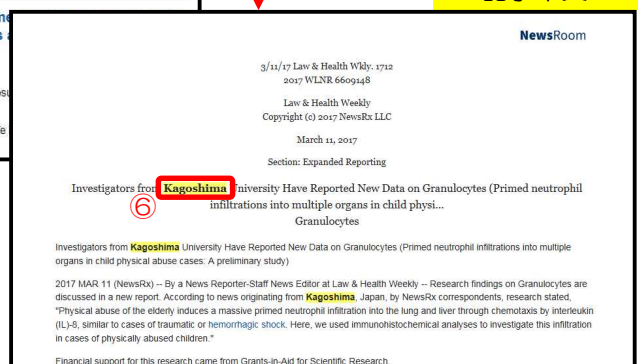 NewsRoom
3/11/17 Law & Health Wkly. 1712
2017 WLNR 6609148
Law & Health Weekly
Copyright (c) 2017 NewsRx LLC
March 11, 2017
Section: Expanded Reporting
Investigators from Kagoshima University Have Reported New Data on Granulocytes (Primed neutrophil
⑥
infiltrations into multiple organs in child physi...
Granulocytes
Investigators from Kagoshima University Have Reported New Data on Granulocytes (Primed neutrophil infiltrations into multiple
organs in child physical abuse cases: A preliminary study)
2017 MAR 11 (NewsRx) -- By a News Reporter-Staff News Editor at Law & Health Weekly -- Research findings on Granulocytes are
discussed in a new report. According to news originating from Kagoshima, Japan, by NewsRx correspondents, research stated,
"Physical abuse of the elderly induces a massive primed neutrophil infiltration into the lung and liver through chemotaxis by interleukin
(IL)-8, similar to cases of traumatic or hemorrhagic shock. Here, we used immunohistochemical analyses to investigate this infiltration
in cases of physically abused children."
Financial support for this research came from Grants-in-Aid for Scientific Research.